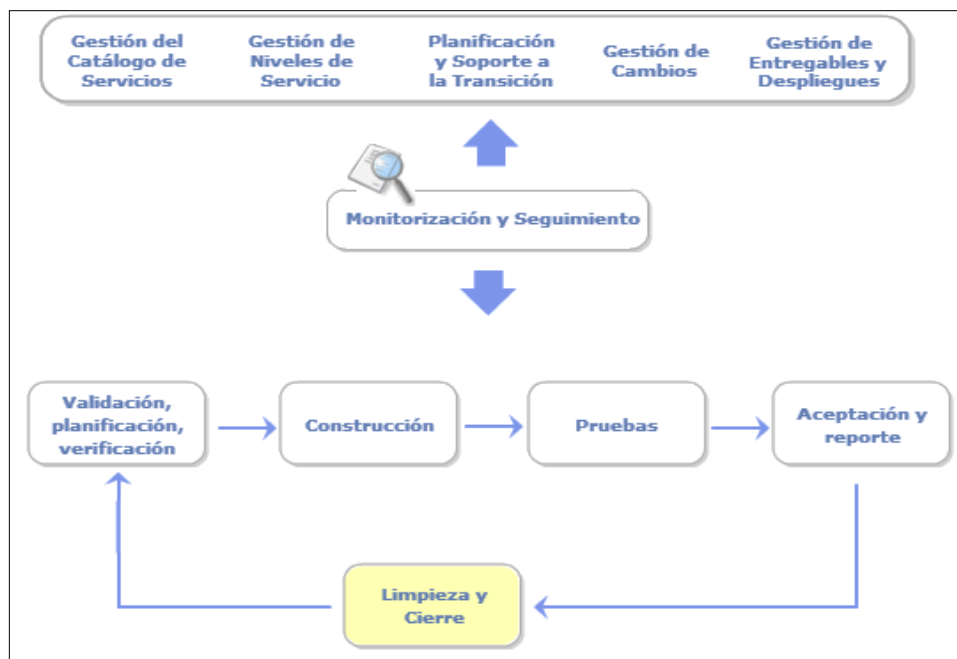 Gestión del
Catálogo de
Servicios
Gestión de
Niveles de
Servicio
Planificación
y Soporte a
la Transición
Gestión de
Cambios
Gestión de
Entregables y
Despliegues
Monitorización y Seguimiento
Validación,
planificación,
verificación
Construcción
Pruebas
Aceptación y
reporte
Limpieza y
Cierre